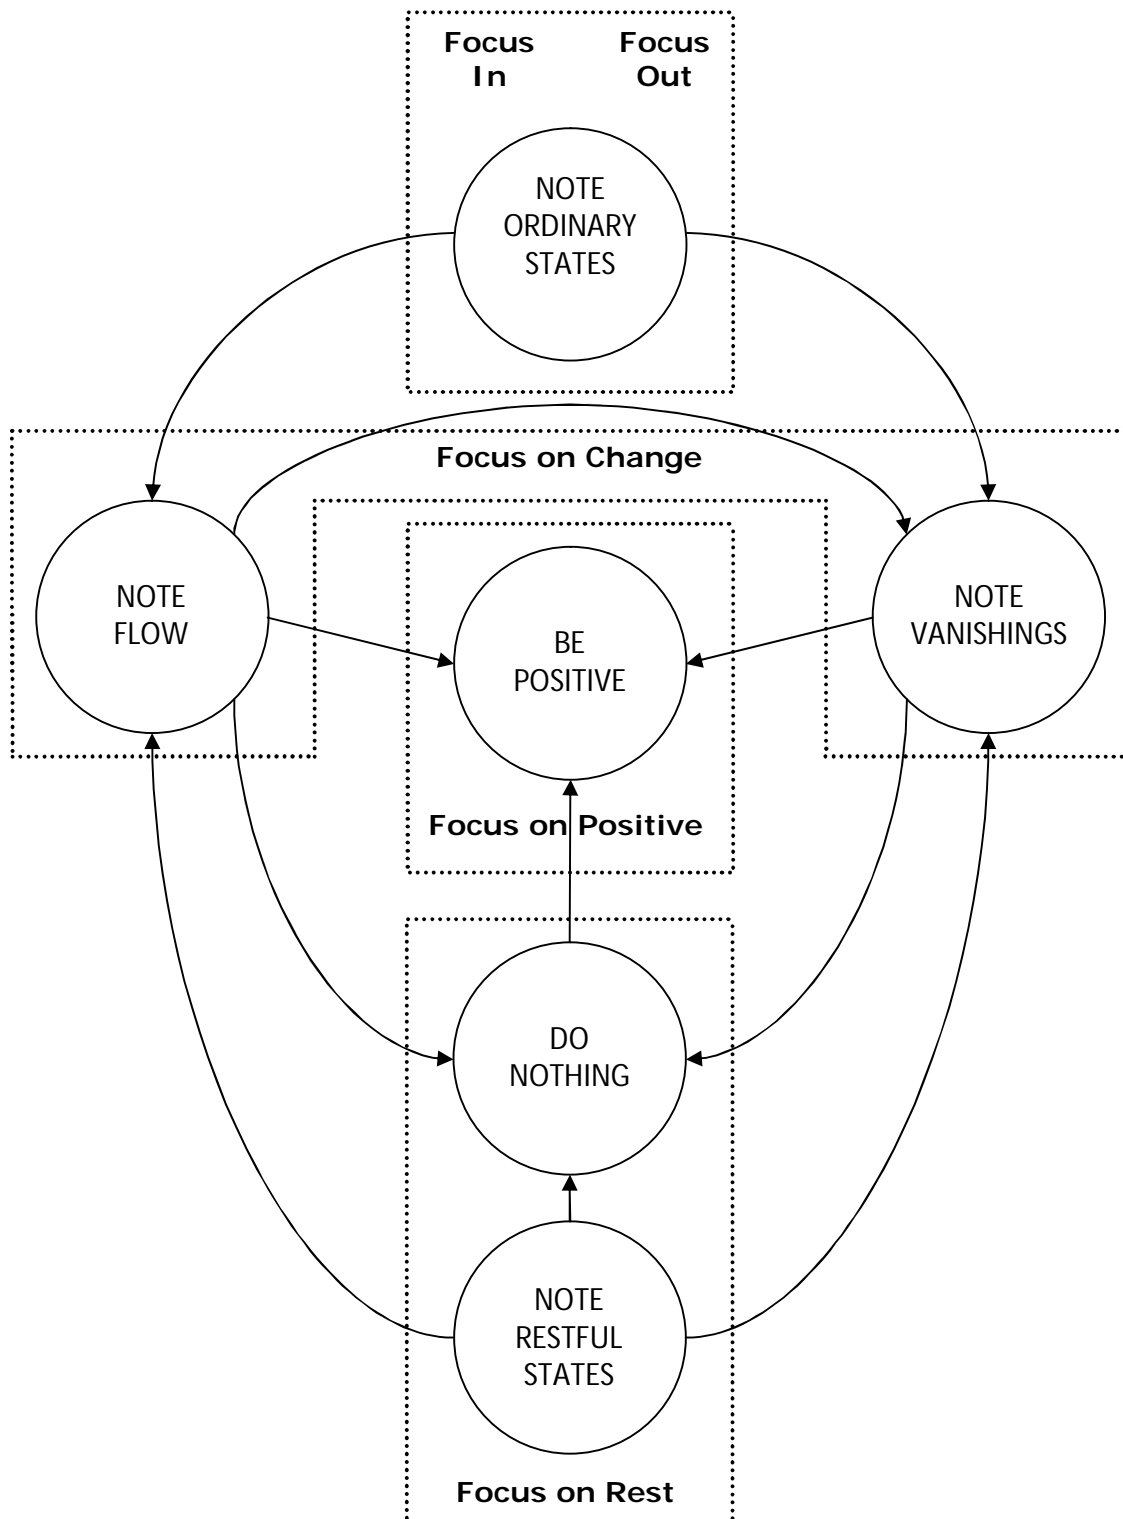 Focus
In
Focus
Out
NOTE
ORDINARY
STATES
Focus on Change
NOTE
FLOW
BE
POSITIVE
NOTE
VANISHINGS
Focus on Positive
DO
NOTHING
NOTE
RESTFUL
STATES
Focus on Rest